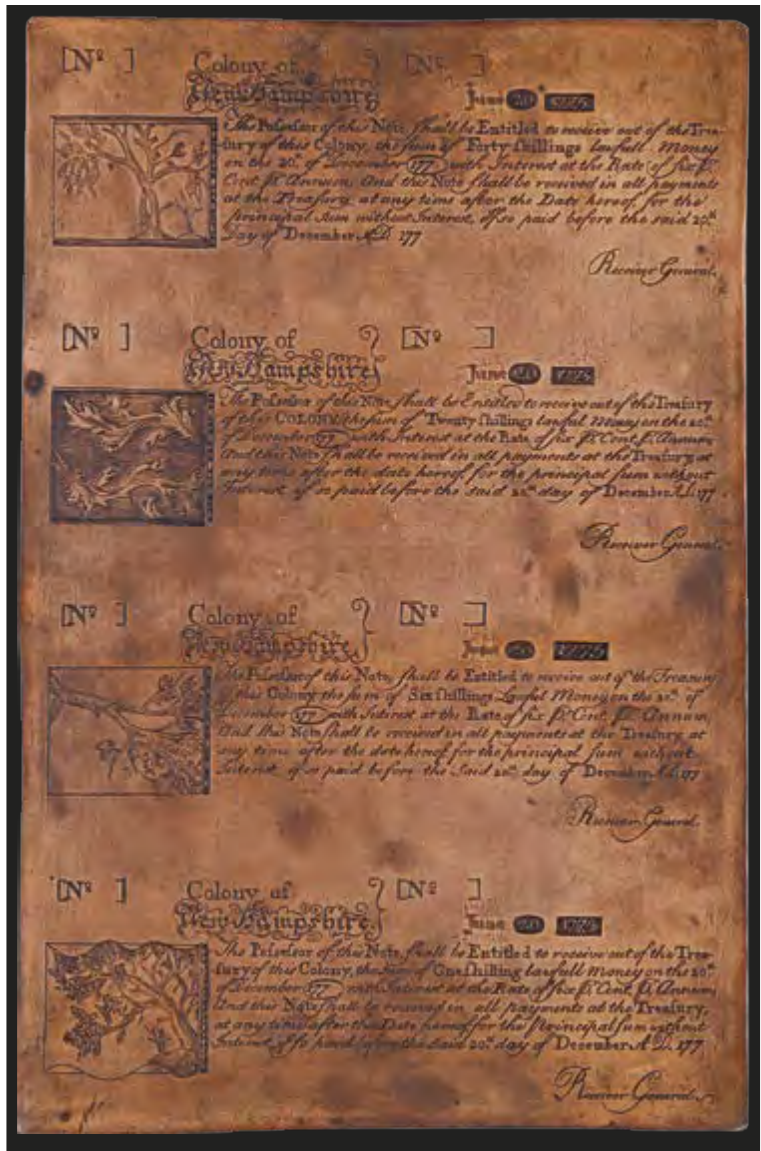 [Nº ] Colony of [Nº ]
New Hampshire June 20 1775
The Possessor of this Note, shall be Entitled to receive out of the Trea-
sury of this Colony, the sum of Forty shillings lawfull Money
on the 20th of December 177 with Interest at the Rate of six Pr
Cent Pr Annum, And this Note shall be received in all payments
at the Treasury, at any time after the Date hereof, for the
principal sum without Interest, if so paid before the said 20th
Day of December A.D. 177
Receiver General.
[Nº ] Colony of [Nº ]
New Hampshire June 20 1775
The Possessor of this Note, shall be Entitled to receive out of the Treasury
of this COLONY, the sum of Twenty shillings lawful Money on the 20th
of December 177 with Interest at the Rate of six Pr Cent Pr Annum
And this Note shall be received in all payments at the Treasury, at
any time after the date hereof, for the principal sum without
Interest if so paid before the said 20th day of December A.D. 177
Receiver General.
[Nº ] Colony of [Nº ]
New Hampshire June 20 1775
The Possessor of this Note, shall be Entitled to receive out of the Treasury
of this Colony the sum of Six shillings Lawful Money on the 20th of
December 177 with Interest at the Rate of six Pr Cent Pr Annum,
And this Note shall be received in all payments at the Treasury at
any time after the date hereof, for the principal sum without
Interest if so paid before the Said 20th day of December A.D. 177
Receiver General.
[Nº ] Colony of [Nº ]
New Hampshire June 20 1775
The Possessor of this Note, shall be Entitled to receive out of the Trea-
sury of this Colony, the sum of One shilling lawfull Money on the 20th
of December 177 with Interest at the Rate of six Pr Cent Pr Annum,
And this Note shall be received in all payments at the Treasury,
at any time after the Date hereof, for the Principal sum without
Interest, if so paid before the said 20th day of December A D. 177
Receiver General.